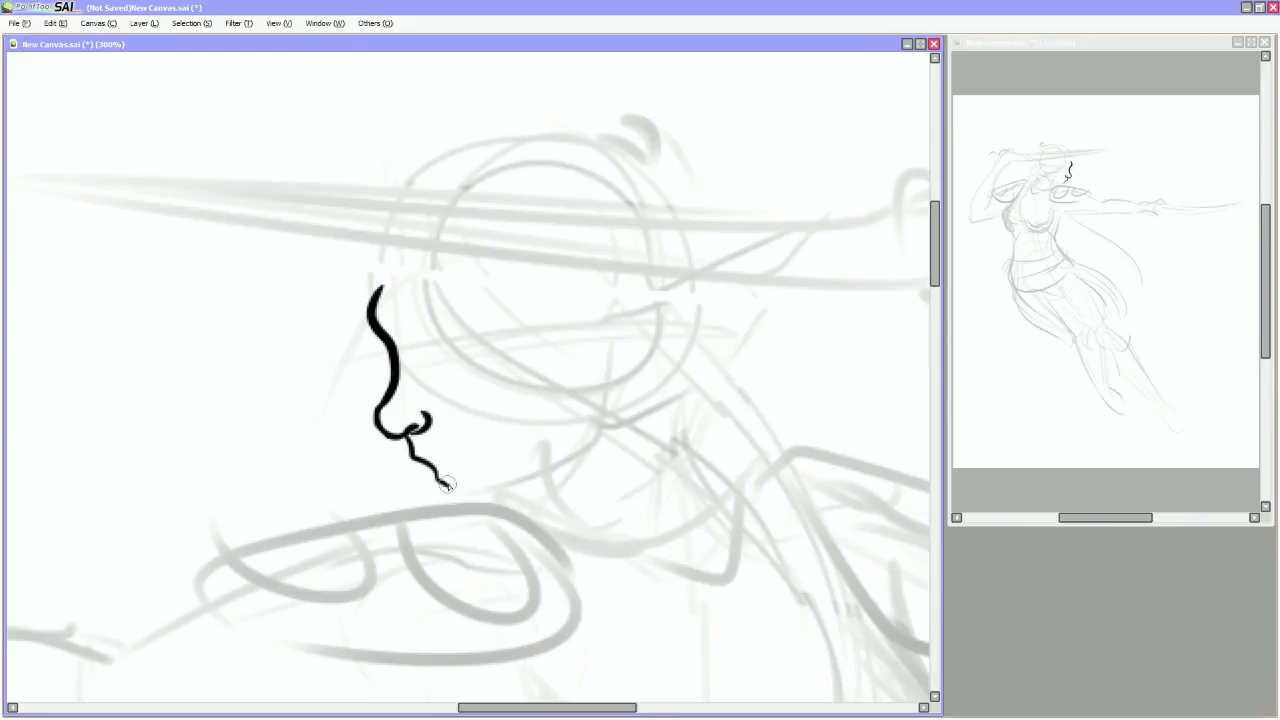 PaintTool SAI (Not Saved)New Canvas.sai (*)
File (F) Edit (E) Canvas (C) Layer (L) Selection (S) Filter (T) View (V) Window (W) Others (O)
New Canvas.sai (*) (300%)